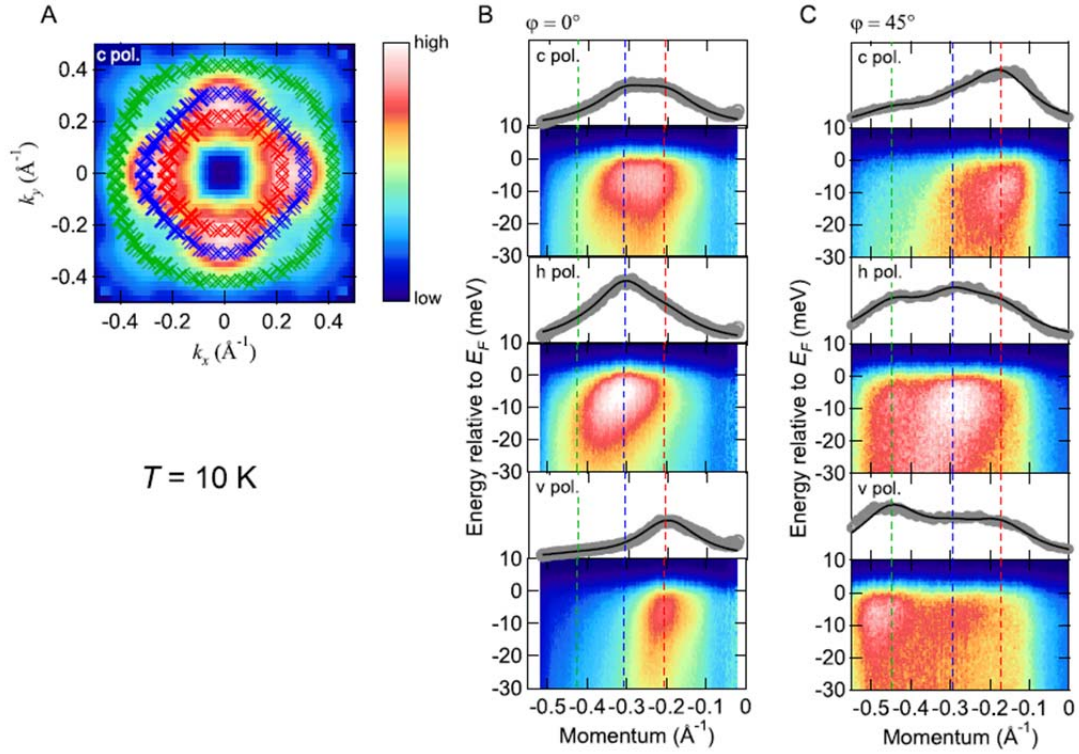 A
c pol.
0.4
0.2
0
-0.2
-0.4
-0.4 -0.2 0 0.2 0.4
k_y (Å⁻¹)
k_x (Å⁻¹)
high
low
T = 10 K
B
φ = 0°
c pol.
10
0
-10
-20
-30
h pol.
10
0
-10
-20
-30
v pol.
10
0
-10
-20
-30
Energy relative to E_F (meV)
-0.5 -0.4 -0.3 -0.2 -0.1 0
Momentum (Å⁻¹)
C
φ = 45°
c pol.
10
0
-10
-20
-30
h pol.
10
0
-10
-20
-30
v pol.
10
0
-10
-20
-30
Energy relative to E_F (meV)
-0.5 -0.4 -0.3 -0.2 -0.1 0
Momentum (Å⁻¹)